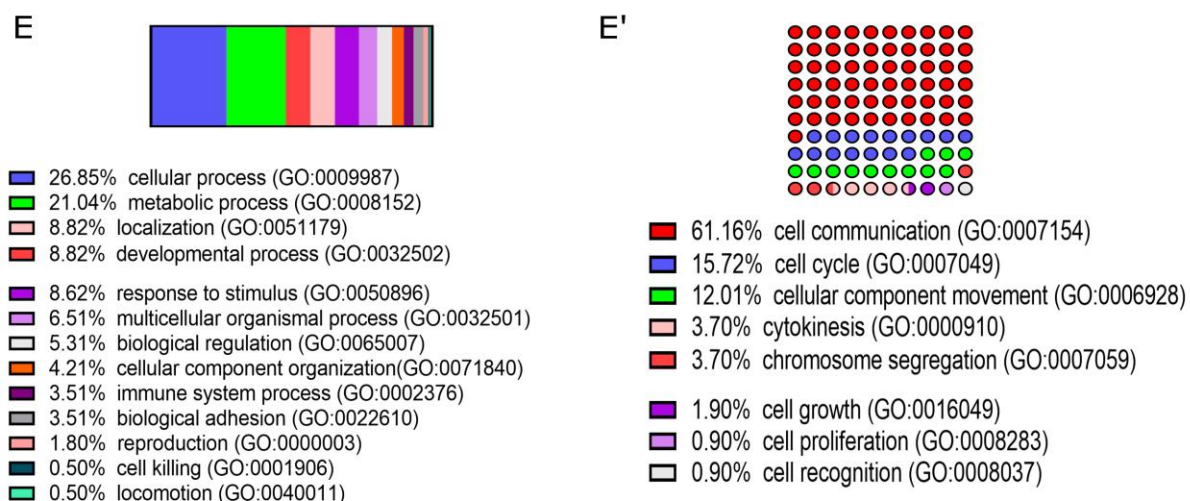 E
26.85% cellular process (GO:0009987)
21.04% metabolic process (GO:0008152)
8.82% localization (GO:0051179)
8.82% developmental process (GO:0032502)
8.62% response to stimulus (GO:0050896)
6.51% multicellular organismal process (GO:0032501)
5.31% biological regulation (GO:0065007)
4.21% cellular component organization(GO:0071840)
3.51% immune system process (GO:0002376)
3.51% biological adhesion (GO:0022610)
1.80% reproduction (GO:0000003)
0.50% cell killing (GO:0001906)
0.50% locomotion (GO:0040011)
E'
61.16% cell communication (GO:0007154)
15.72% cell cycle (GO:0007049)
12.01% cellular component movement (GO:0006928)
3.70% cytokinesis (GO:0000910)
3.70% chromosome segregation (GO:0007059)
1.90% cell growth (GO:0016049)
0.90% cell proliferation (GO:0008283)
0.90% cell recognition (GO:0008037)